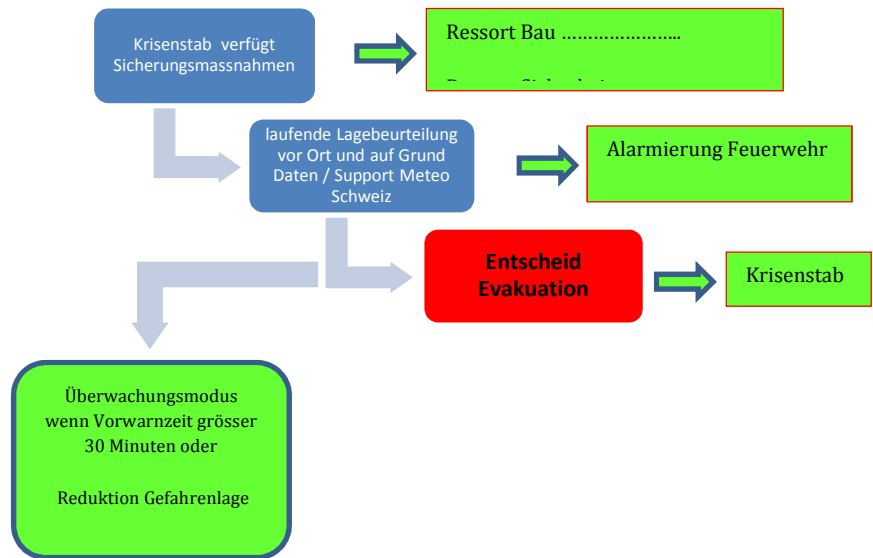 Krisenstab verfügt
Sicherungsmassnahmen
Ressort Bau …………………..
laufende Lagebeurteilung
vor Ort und auf Grund
Daten / Support Meteo
Schweiz
Alarmierung Feuerwehr
Entscheid
Evakuation
Krisenstab
Überwachungsmodus
wenn Vorwarnzeit grösser
30 Minuten oder
Reduktion Gefahrenlage